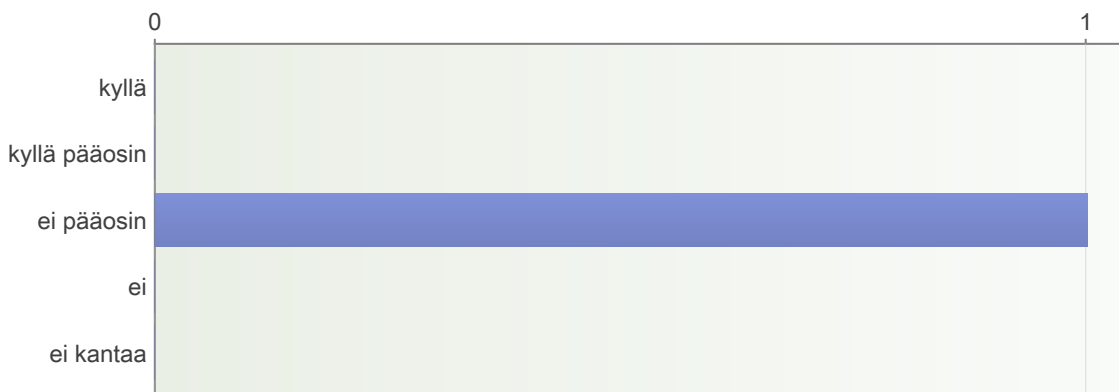 0 1
kyllä
kyllä pääosin
ei pääosin
ei
ei kantaa